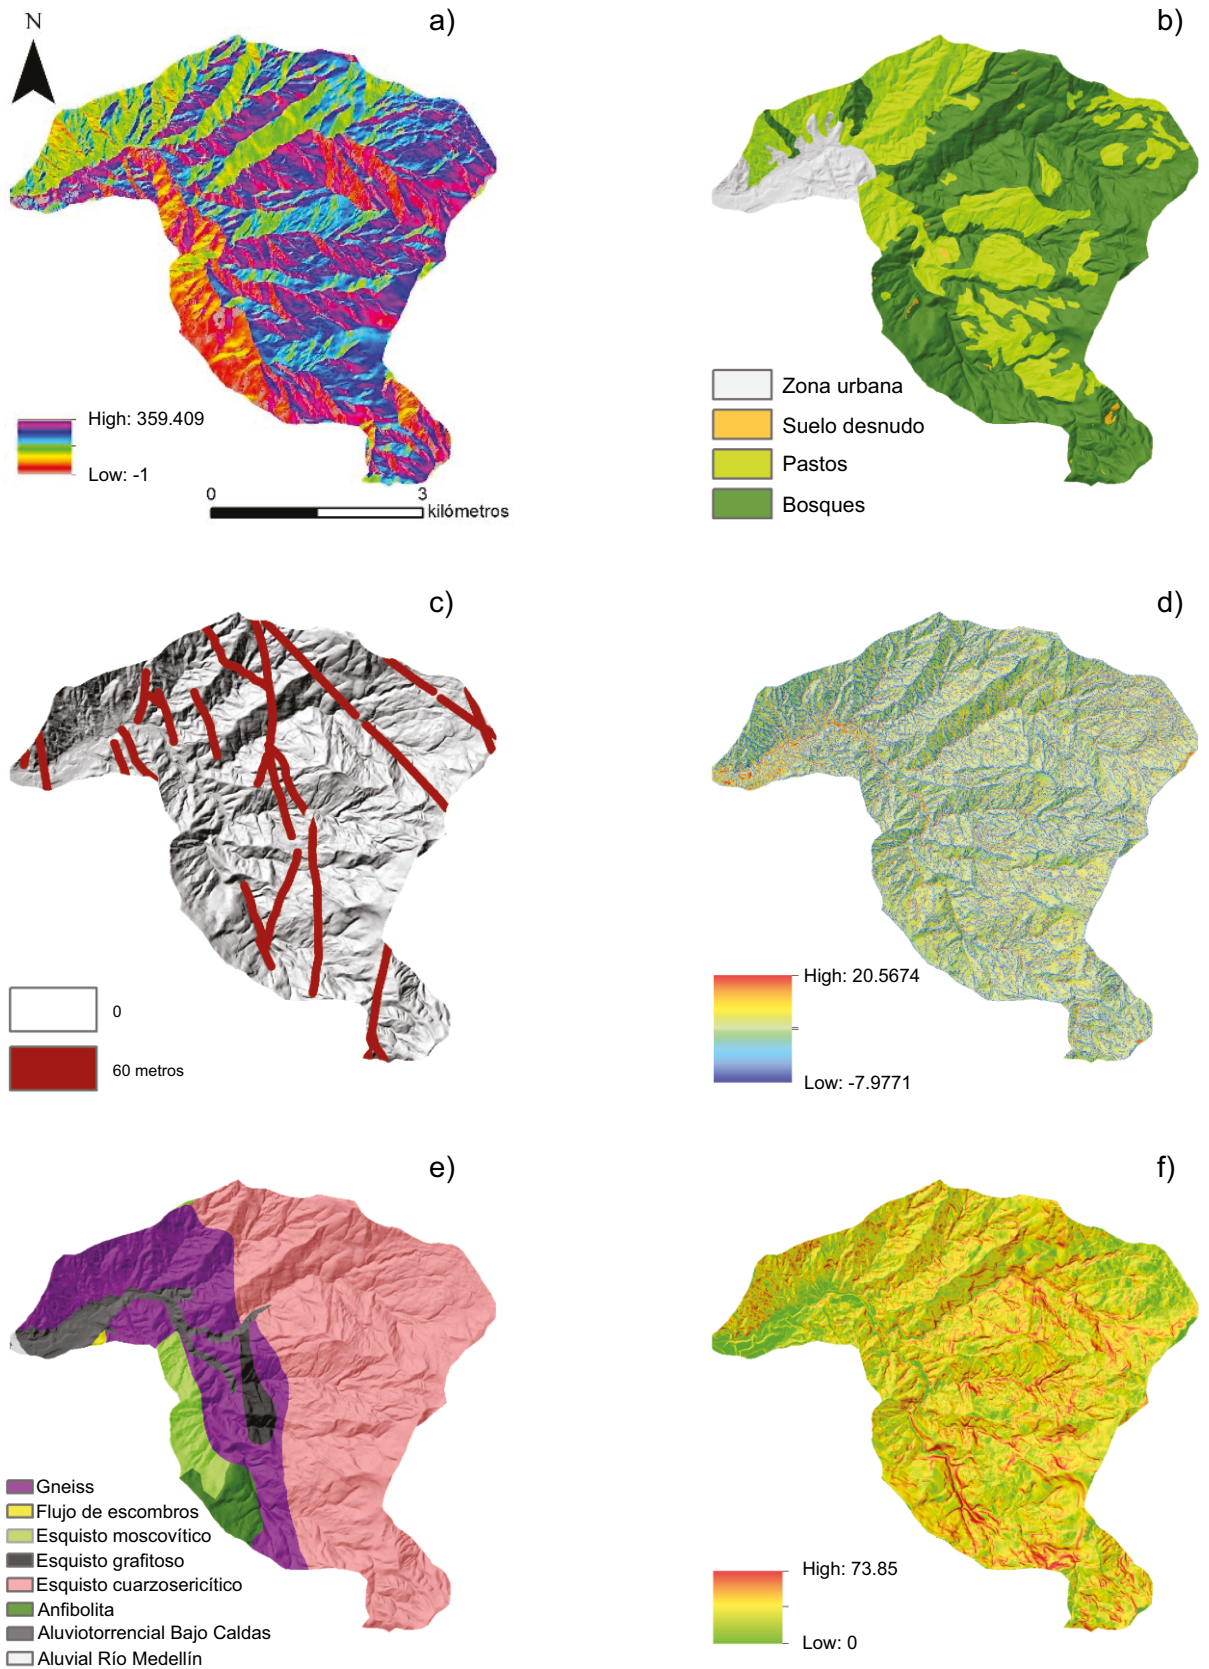 N
a)
High: 359.409
Low: -1
0 3
kilómetros
b)
Zona urbana
Suelo desnudo
Pastos
Bosques
c)
0
60 metros
d)
High: 20.5674
Low: -7.9771
e)
Gneiss
Flujo de escombros
Esquisto moscovítico
Esquisto grafitoso
Esquisto cuarzosericítico
Anfibolita
Aluviotorrencial Bajo Caldas
Aluvial Río Medellín
f)
High: 73.85
Low: 0